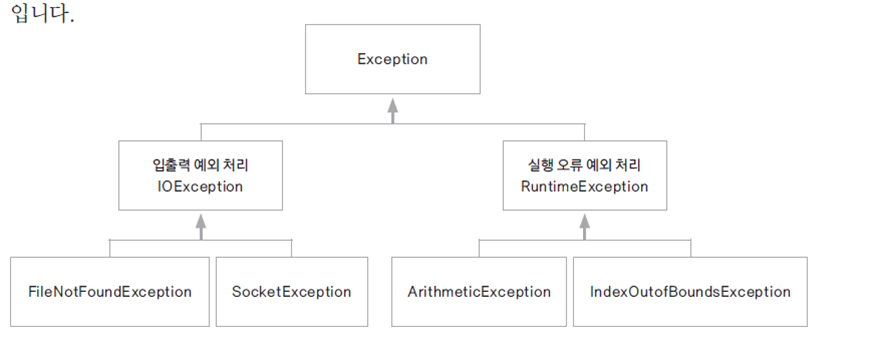 입니다.
Exception
입출력 예외 처리
IOException
실행 오류 예외 처리
RuntimeException
FileNotFoundException
SocketException
ArithmeticException
IndexOutofBoundsException